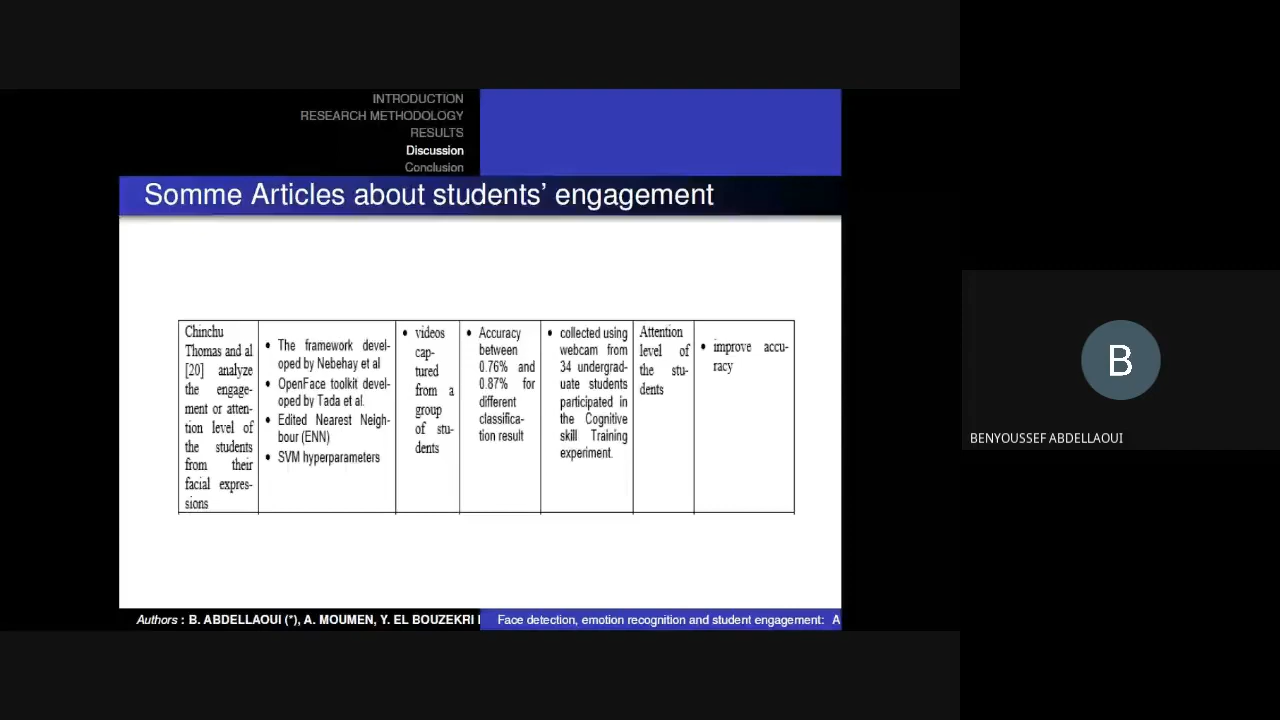 INTRODUCTION
RESEARCH METHODOLOGY
RESULTS
Discussion
Conclusion
Somme Articles about students' engagement
Chinchu
Thomas and al
[20] analyze
the engage-
ment or atten-
tion level of
the students
from their
facial expres-
sions
• The framework devel-
oped by Nebehay et al
• OpenFace toolkit devel-
oped by Tada et al.
• Edited Nearest Neigh-
bour (ENN)
• SVM hyperparameters
• videos
cap-
tured
from a
group
of stu-
dents
• Accuracy
between
0.76% and
0.87% for
different
classifica-
tion result
• collected using
webcam from
34 undergrad-
uate students
participated in
the Cognitive
skill Training
experiment.
Attention
level of
the stu-
dents
• improve accu-
racy
Authors : B. ABDELLAOUI (*), A. MOUMEN, Y. EL BOUZEKRI
Face detection, emotion recognition and student engagement: A
B
BENYOUSSEF ABDELLAOUI